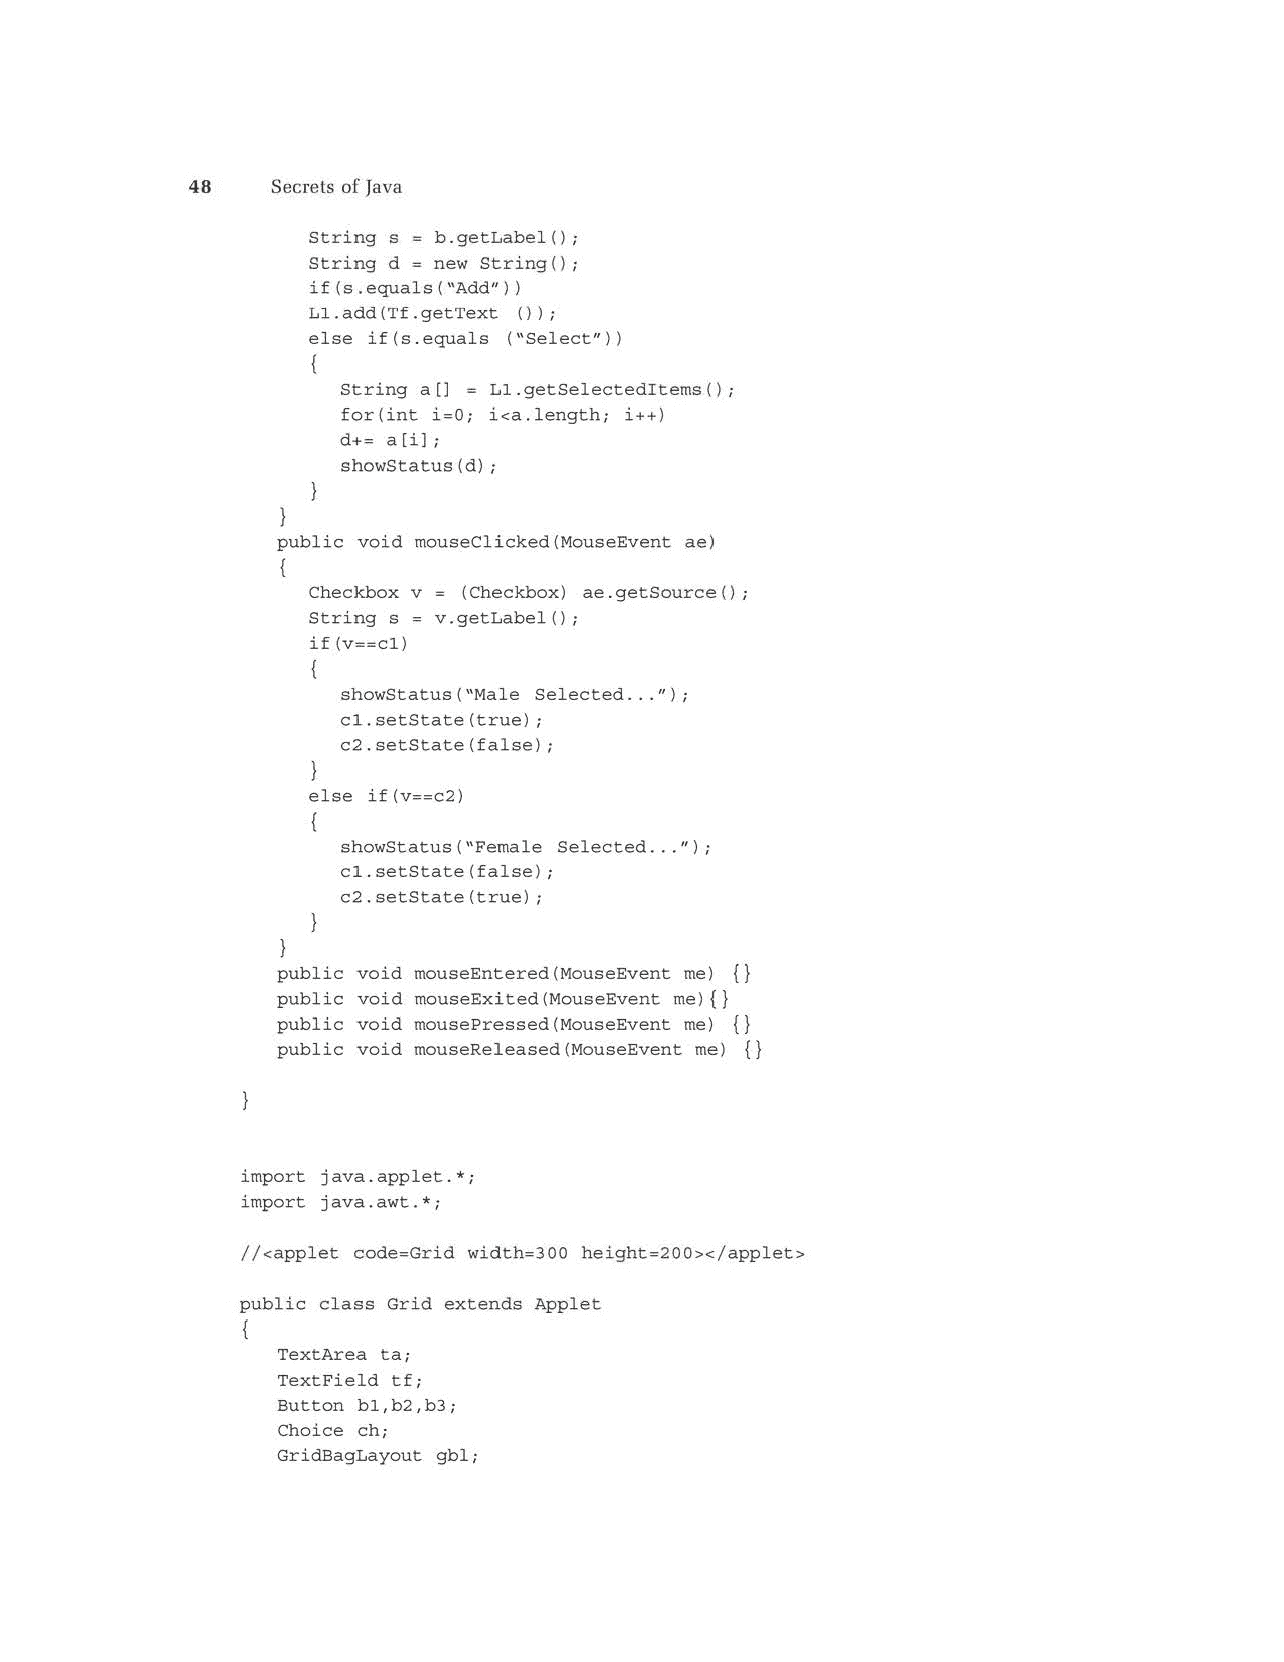 48 Secrets of Java
String s = b.getLabel();
String d = new String();
if(s.equals(“Add”))
L1.add(Tf.getText ());
else if(s.equals (“Select”))
{
String a[] = L1.getSelectedItems();
for(int i=0; i<a.length; i++)
d+= a[i];
showStatus(d);
}
}
public void mouseClicked(MouseEvent ae)
{
Checkbox v = (Checkbox) ae.getSource();
String s = v.getLabel();
if(v==c1)
{
showStatus(“Male Selected...”);
c1.setState(true);
c2.setState(false);
}
else if(v==c2)
{
showStatus(“Female Selected...”);
c1.setState(false);
c2.setState(true);
}
}
public void mouseEntered(MouseEvent me) {}
public void mouseExited(MouseEvent me){}
public void mousePressed(MouseEvent me) {}
public void mouseReleased(MouseEvent me) {}
}
import java.applet.*;
import java.awt.*;
//<applet code=Grid width=300 height=200></applet>
public class Grid extends Applet
{
TextArea ta;
TextField tf;
Button b1,b2,b3;
Choice ch;
GridBagLayout gbl;